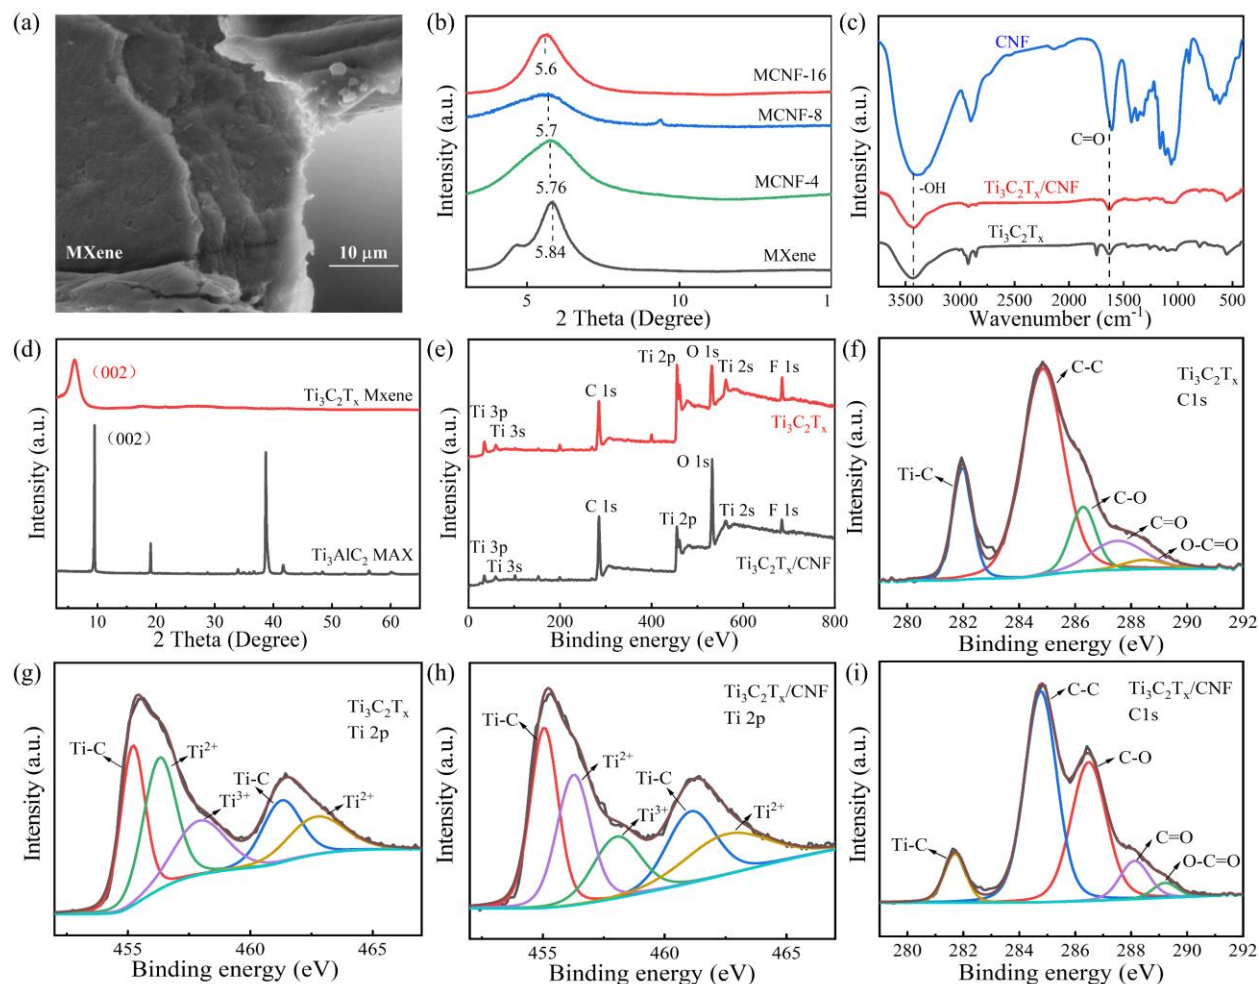 (a)
MXene
10 μm
(b)
Intensity (a.u.)
5.6
MCNF-16
MCNF-8
5.7
MCNF-4
5.76
5.84
MXene
5
10
1
2 Theta (Degree)
(c)
Intensity (a.u.)
CNF
C=O
-OH
Ti₃C₂Tₓ/CNF
Ti₃C₂Tₓ
3500 3000 2500 2000 1500 1000 500
Wavenumber (cm⁻¹)
(d)
Intensity (a.u.)
(002)
Ti₃C₂Tₓ Mxene
(002)
Ti₃AlC₂ MAX
10 20 30 40 50 60
2 Theta (Degree)
(e)
Intensity (a.u.)
Ti 3p
Ti 3s
C 1s
Ti 2p
O 1s
Ti 2s
F 1s
Ti₃C₂Tₓ
Ti 3p
Ti 3s
C 1s
Ti 2p
O 1s
Ti 2s
F 1s
Ti₃C₂Tₓ/CNF
0 200 400 600 800
Binding energy (eV)
(f)
Intensity (a.u.)
Ti₃C₂Tₓ
C1s
Ti-C
C-C
C-O
C=O
O-C=O
280 282 284 286 288 290 292
Binding energy (eV)
(g)
Intensity (a.u.)
Ti₃C₂Tₓ
Ti 2p
Ti-C
Ti²⁺
Ti³⁺
Ti-C
Ti²⁺
455 460 465
Binding energy (eV)
(h)
Intensity (a.u.)
Ti₃C₂Tₓ/CNF
Ti 2p
Ti-C
Ti²⁺
Ti³⁺
Ti-C
Ti²⁺
455 460 465
Binding energy (eV)
(i)
Intensity (a.u.)
Ti₃C₂Tₓ/CNF
C1s
Ti-C
C-C
C-O
C=O
O-C=O
280 282 284 286 288 290 292
Binding energy (eV)